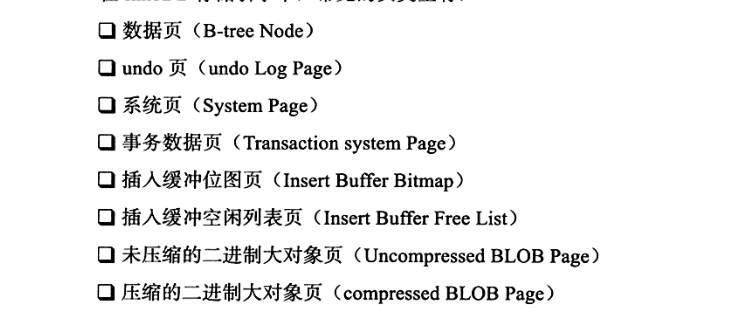 ❑ 数据页（B-tree Node）
❑ undo 页（undo Log Page）
❑ 系统页（System Page）
❑ 事务数据页（Transaction system Page）
❑ 插入缓冲位图页（Insert Buffer Bitmap）
❑ 插入缓冲空闲列表页（Insert Buffer Free List）
❑ 未压缩的二进制大对象页（Uncompressed BLOB Page）
❑ 压缩的二进制大对象页（compressed BLOB Page）